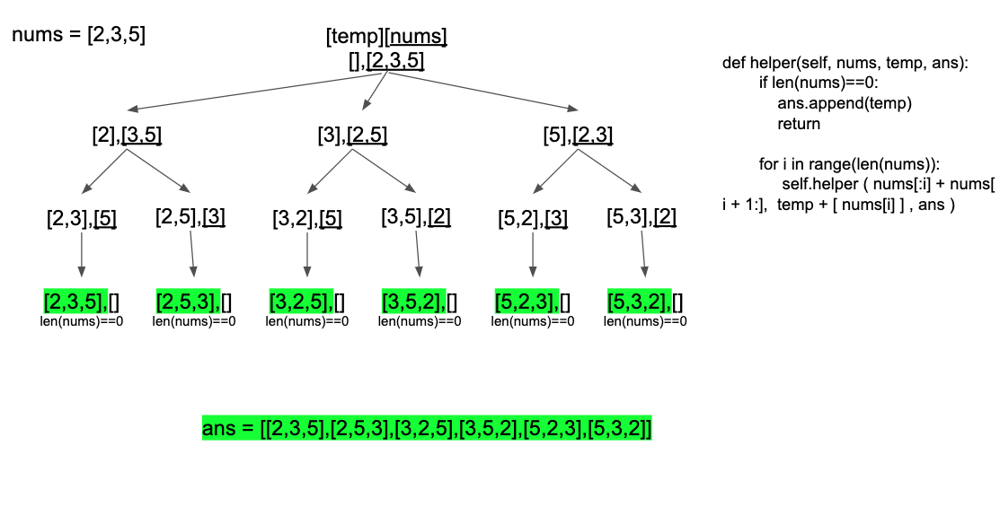 nums = [2,3,5]
[temp][nums]
[],[2,3,5]
[2],[3,5]
[3],[2,5]
[5],[2,3]
[2,3],[5]
[2,5],[3]
[3,2],[5]
[3,5],[2]
[5,2],[3]
[5,3],[2]
[2,3,5],[]
len(nums)==0
[2,5,3],[]
len(nums)==0
[3,2,5],[]
len(nums)==0
[3,5,2],[]
len(nums)==0
[5,2,3],[]
len(nums)==0
[5,3,2],[]
len(nums)==0
ans = [[2,3,5],[2,5,3],[3,2,5],[3,5,2],[5,2,3],[5,3,2]]
def helper(self, nums, temp, ans):
if len(nums)==0:
ans.append(temp)
return
for i in range(len(nums)):
self.helper ( nums[:i] + nums[
i + 1:], temp + [ nums[i] ] , ans )